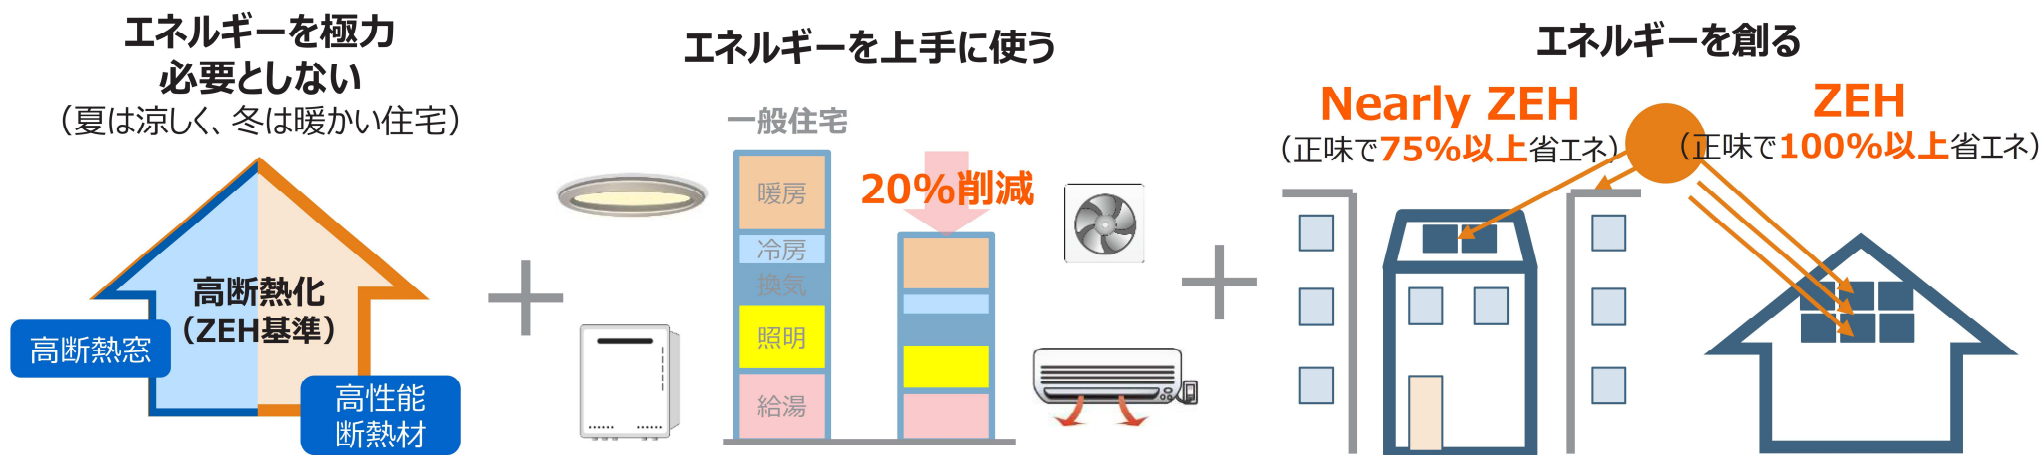 エネルギーを極力
必要としない
（夏は涼しく、冬は暖かい住宅）
高断熱化
（ZEH基準）
高断熱窓
高性能
断熱材
エネルギーを上手に使う
一般住宅
暖房
冷房
換気
照明
給湯
20%削減
エネルギーを創る
Nearly ZEH
（正味で75%以上省エネ）
ZEH
（正味で100%以上省エネ）